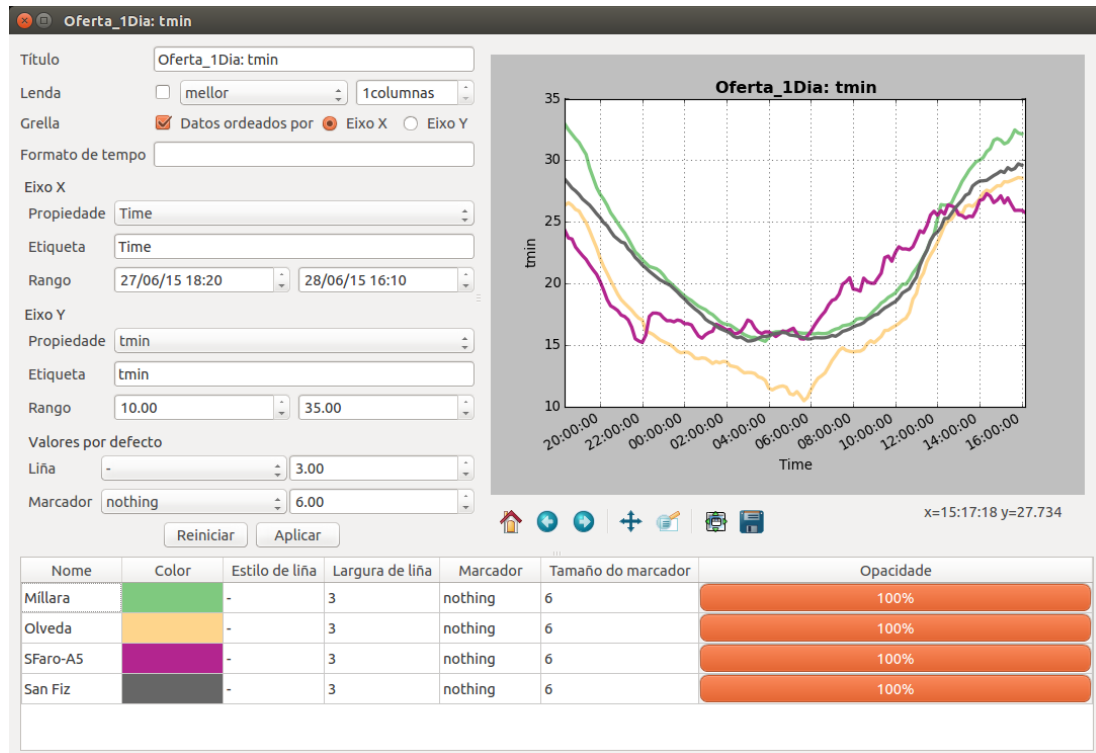 Oferta_1Dia: tmin
Título Oferta_1Dia: tmin
Lenda mellor 1columnas
Grella Datos ordeados por Eixo X Eixo Y
Formato de tempo
Eixo X
Propiedade Time
Etiqueta Time
Rango 27/06/15 18:20 28/06/15 16:10
Eixo Y
Propiedade tmin
Etiqueta tmin
Rango 10.00 35.00
Valores por defecto
Liña - 3.00
Marcador nothing 6.00
Reiniciar Aplicar
Oferta_1Dia: tmin
35
30
25
20
15
10
tmin
20:00:00 22:00:00 00:00:00 02:00:00 04:00:00 06:00:00 08:00:00 10:00:00 12:00:00 14:00:00 16:00:00
Time
x=15:17:18 y=27.734
Nome Color Estilo de liña Largura de liña Marcador Tamaño do marcador Opacidade
Míllara - 3 nothing 6 100%
Olveda - 3 nothing 6 100%
SFaro-A5 - 3 nothing 6 100%
San Fiz - 3 nothing 6 100%